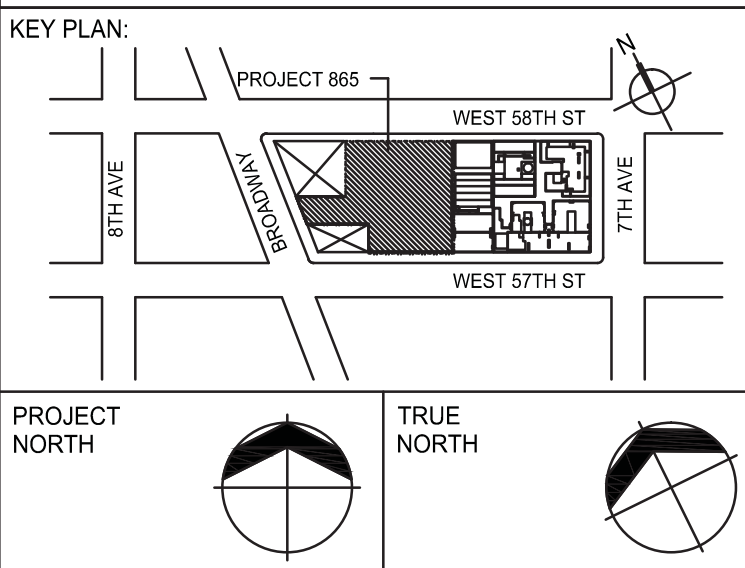 KEY PLAN:
N
PROJECT 865
WEST 58TH ST
8TH AVE
BROADWAY
7TH AVE
WEST 57TH ST
PROJECT
NORTH
TRUE
NORTH